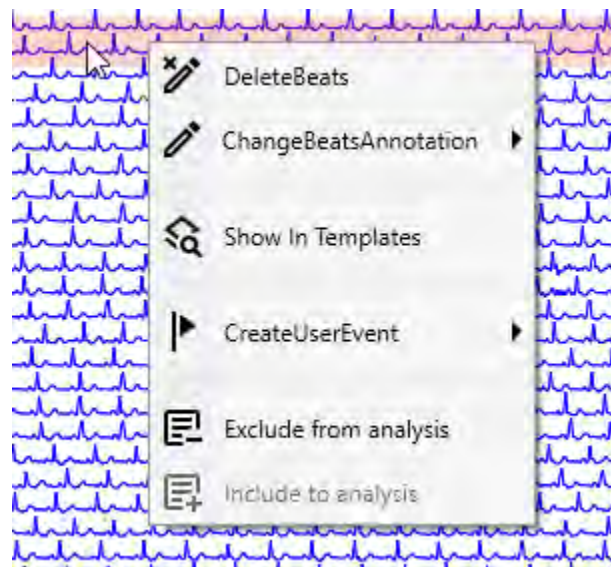 DeleteBeats
ChangeBeatsAnnotation
Show In Templates
CreateUserEvent
Exclude from analysis
Include to analysis